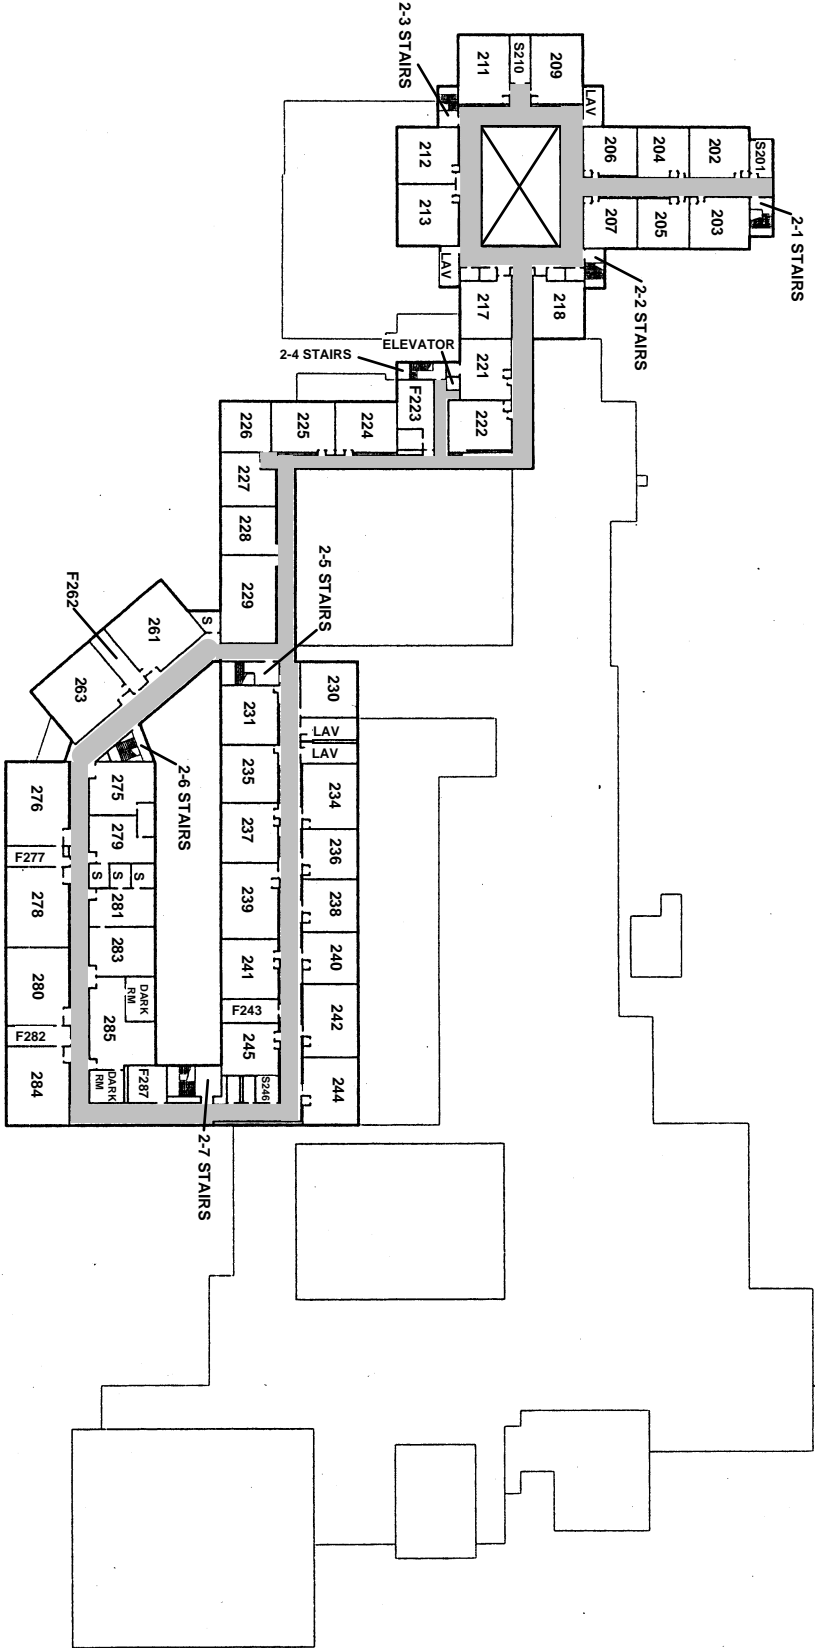 2-3 STAIRS
211
S210
209
LAV
212
213
206
204
202
S201
207
205
203
2-1 STAIRS
LAV
2-2 STAIRS
217
218
ELEVATOR
2-4 STAIRS
221
F223
222
226
225
224
227
228
229
2-5 STAIRS
F262
261
S
263
230
231
LAV
LAV
2-6 STAIRS
235
234
276
275
279
237
236
F277
S
S
S
278
281
239
238
283
241
240
280
DARK RM
285
F243
242
F282
245
284
DARK RM
F287
S246
244
2-7 STAIRS